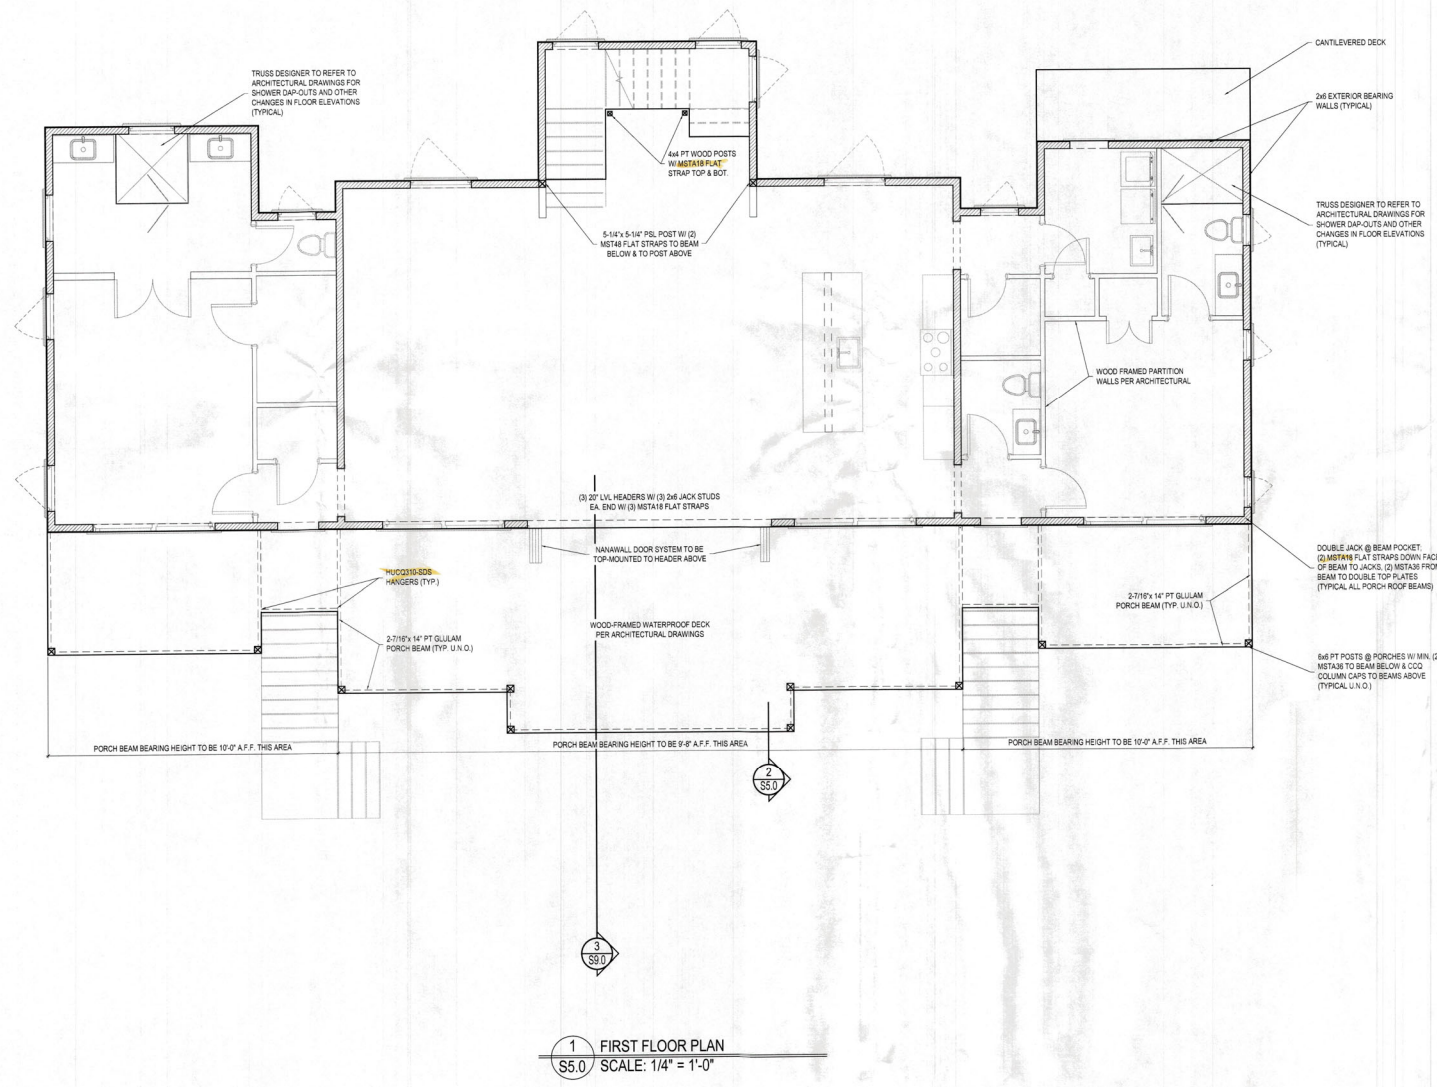 CANTILEVERED DECK
TRUSS DESIGNER TO REFER TO
ARCHITECTURAL DRAWINGS FOR
SHOWER DAP-OUTS AND OTHER
CHANGES IN FLOOR ELEVATIONS
(TYPICAL)
2x6 EXTERIOR BEARING
WALLS (TYPICAL)
4x4 PT WOOD POSTS
W/ MSTA18 FLAT
STRAP TOP & BOT.
TRUSS DESIGNER TO REFER TO
ARCHITECTURAL DRAWINGS FOR
SHOWER DAP-OUTS AND OTHER
CHANGES IN FLOOR ELEVATIONS
(TYPICAL)
5-1/4"x 5-1/4" PSL POST W/ (2)
MST48 FLAT STRAPS TO BEAM
BELOW & TO POST ABOVE
WOOD FRAMED PARTITION
WALLS PER ARCHITECTURAL
(3) 20" LVL HEADERS W/ (3) 2x6 JACK STUDS
EA. END W/ (3) MSTA18 FLAT STRAPS
NANAWALL DOOR SYSTEM TO BE
TOP-MOUNTED TO HEADER ABOVE
DOUBLE JACK @ BEAM POCKET;
(2) MSTA18 FLAT STRAPS DOWN FACE
OF BEAM TO JACKS, (2) MSTA36 FROM
BEAM TO DOUBLE TOP PLATES
(TYPICAL ALL PORCH ROOF BEAMS)
HUCQ310-SDS
HANGERS (TYP.)
2-7/16"x 14" PT GLULAM
PORCH BEAM (TYP. U.N.O.)
WOOD-FRAMED WATERPROOF DECK
PER ARCHITECTURAL DRAWINGS
2-7/16"x 14" PT GLULAM
PORCH BEAM (TYP. U.N.O.)
6x6 PT POSTS @ PORCHES W/ MIN. (2
MSTA36 TO BEAM BELOW & CCQ
COLUMN CAPS TO BEAMS ABOVE
(TYPICAL U.N.O.)
PORCH BEAM BEARING HEIGHT TO BE 10'-0" A.F.F. THIS AREA
PORCH BEAM BEARING HEIGHT TO BE 9'-8" A.F.F. THIS AREA
PORCH BEAM BEARING HEIGHT TO BE 10'-0" A.F.F. THIS AREA
2
S5.0
3
S9.0
1
S5.0
FIRST FLOOR PLAN
SCALE: 1/4" = 1'-0"